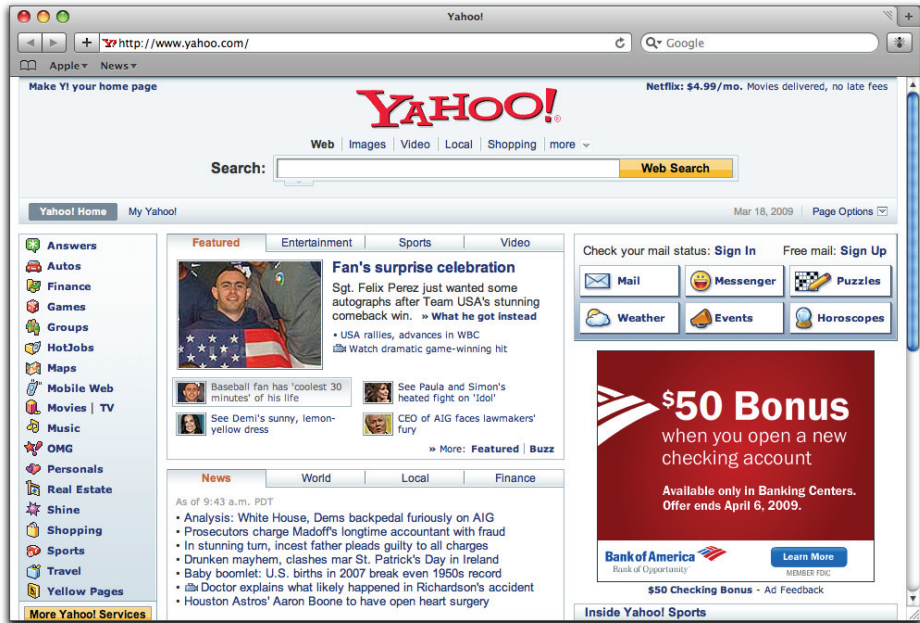 Yahoo!
http://www.yahoo.com/
Google
Apple
News
Make Y! your home page
Netflix: $4.99/mo. Movies delivered, no late fees
YAHOO!
Web | Images | Video | Local | Shopping | more
Search:
Web Search
Yahoo! Home
My Yahoo!
Mar 18, 2009
Page Options
Answers
Autos
Finance
Games
Groups
HotJobs
Maps
Mobile Web
Movies | TV
Music
OMG
Personals
Real Estate
Shine
Shopping
Sports
Travel
Yellow Pages
More Yahoo! Services
Featured
Entertainment
Sports
Video
Fan's surprise celebration
Sgt. Felix Perez just wanted some
autographs after Team USA's stunning
comeback win. » What he got instead
• USA rallies, advances in WBC
Watch dramatic game-winning hit
Baseball fan has 'coolest 30
minutes' of his life
See Paula and Simon's
heated fight on 'Idol'
See Demi's sunny, lemon-
yellow dress
CEO of AIG faces lawmakers'
fury
» More: Featured | Buzz
News
World
Local
Finance
As of 9:43 a.m. PDT
• Analysis: White House, Dems backpedal furiously on AIG
• Prosecutors charge Madoff's longtime accountant with fraud
• In stunning turn, incest father pleads guilty to all charges
• Drunken mayhem, clashes mar St. Patrick's Day in Ireland
• Baby boomlet: U.S. births in 2007 break even 1950s record
• Doctor explains what likely happened in Richardson's accident
• Houston Astros' Aaron Boone to have open heart surgery
Check your mail status: Sign In
Free mail: Sign Up
Mail
Messenger
Puzzles
Weather
Events
Horoscopes
$50 Bonus
when you open a new
checking account
Available only in Banking Centers.
Offer ends April 6, 2009.
Bank of America
Bank of Opportunity
Learn More
MEMBER FDIC
$50 Checking Bonus - Ad Feedback
Inside Yahoo! Sports